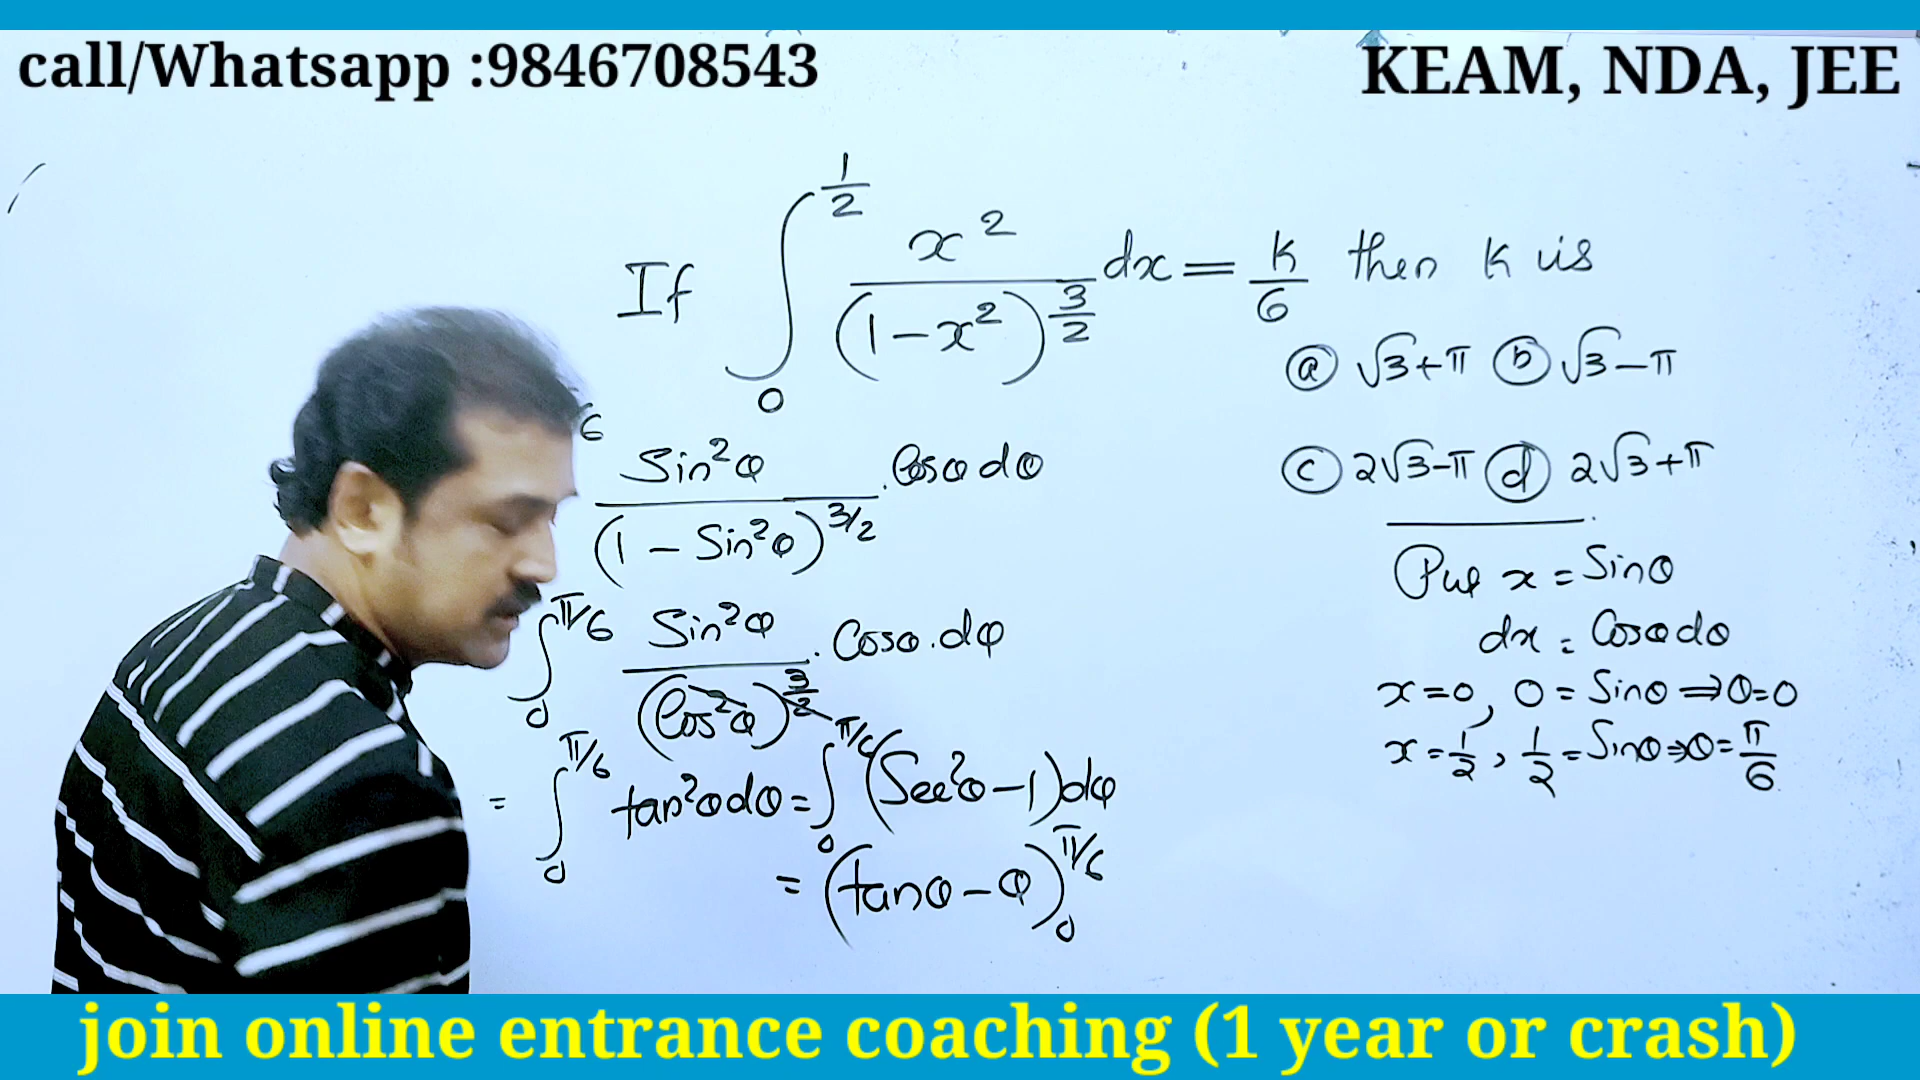 call/Whatsapp :9846708543
KEAM, NDA, JEE
If ∫₀^{1/2} x²/(1-x²)^{3/2} dx = k/6 then k is
ⓐ √3+π ⓑ √3-π
ⓒ 2√3-π ⓓ 2√3+π
6 Sin²θ/(1 - Sin²θ)^{3/2} . Cosθ dθ
∫₀^{π/6} Sin²θ/(Cos²θ)^{3/2} . Cosθ . dθ
= ∫₀^{π/6} tan²θ dθ = ∫₀^{π/6} (Sec²θ - 1) dθ
= (tanθ - θ)₀^{π/6}
Put x = Sinθ
dx = Cosθ dθ
x=0, 0 = Sinθ ⇒ θ=0
x=1/2, 1/2 = Sinθ ⇒ θ = π/6
join online entrance coaching (1 year or crash)